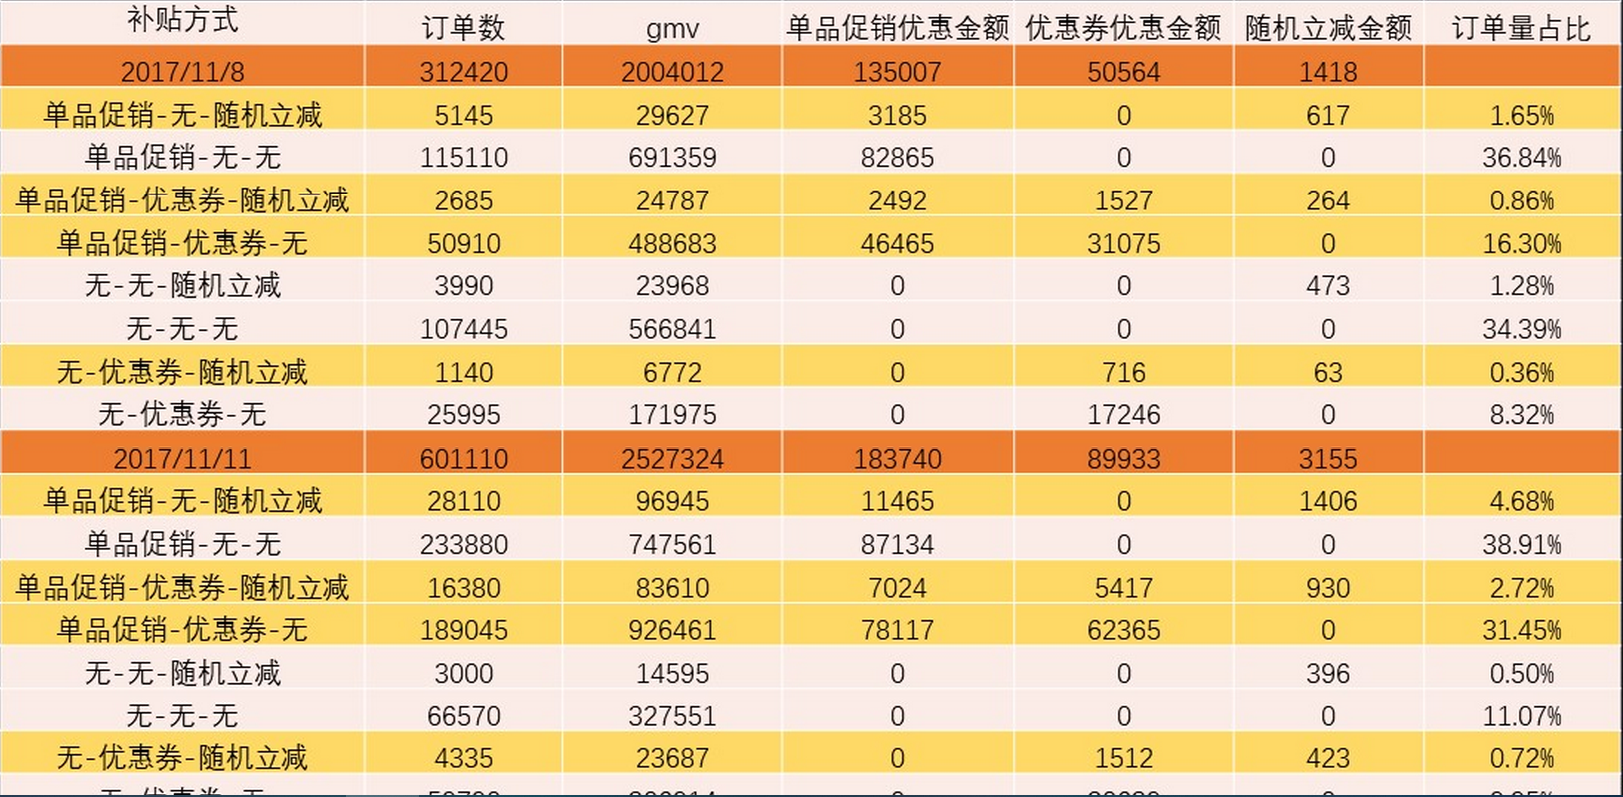 补贴方式 订单数 gmv 单品促销优惠金额 优惠券优惠金额 随机立减金额 订单量占比
2017/11/8 312420 2004012 135007 50564 1418
单品促销-无-随机立减 5145 29627 3185 0 617 1.65%
单品促销-无-无 115110 691359 82865 0 0 36.84%
单品促销-优惠券-随机立减 2685 24787 2492 1527 264 0.86%
单品促销-优惠券-无 50910 488683 46465 31075 0 16.30%
无-无-随机立减 3990 23968 0 0 473 1.28%
无-无-无 107445 566841 0 0 0 34.39%
无-优惠券-随机立减 1140 6772 0 716 63 0.36%
无-优惠券-无 25995 171975 0 17246 0 8.32%
2017/11/11 601110 2527324 183740 89933 3155
单品促销-无-随机立减 28110 96945 11465 0 1406 4.68%
单品促销-无-无 233880 747561 87134 0 0 38.91%
单品促销-优惠券-随机立减 16380 83610 7024 5417 930 2.72%
单品促销-优惠券-无 189045 926461 78117 62365 0 31.45%
无-无-随机立减 3000 14595 0 0 396 0.50%
无-无-无 66570 327551 0 0 0 11.07%
无-优惠券-随机立减 4335 23687 0 1512 423 0.72%